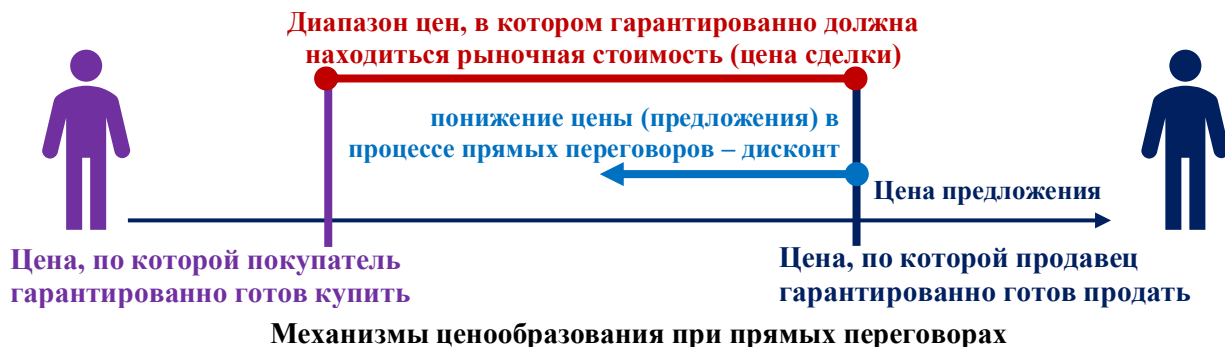 Диапазон цен, в котором гарантированно должна
находиться рыночная стоимость (цена сделки)
понижение цены (предложения) в
процессе прямых переговоров – дисконт
Цена предложения
Цена, по которой покупатель
гарантированно готов купить
Цена, по которой продавец
гарантированно готов продать
Механизмы ценообразования при прямых переговорах